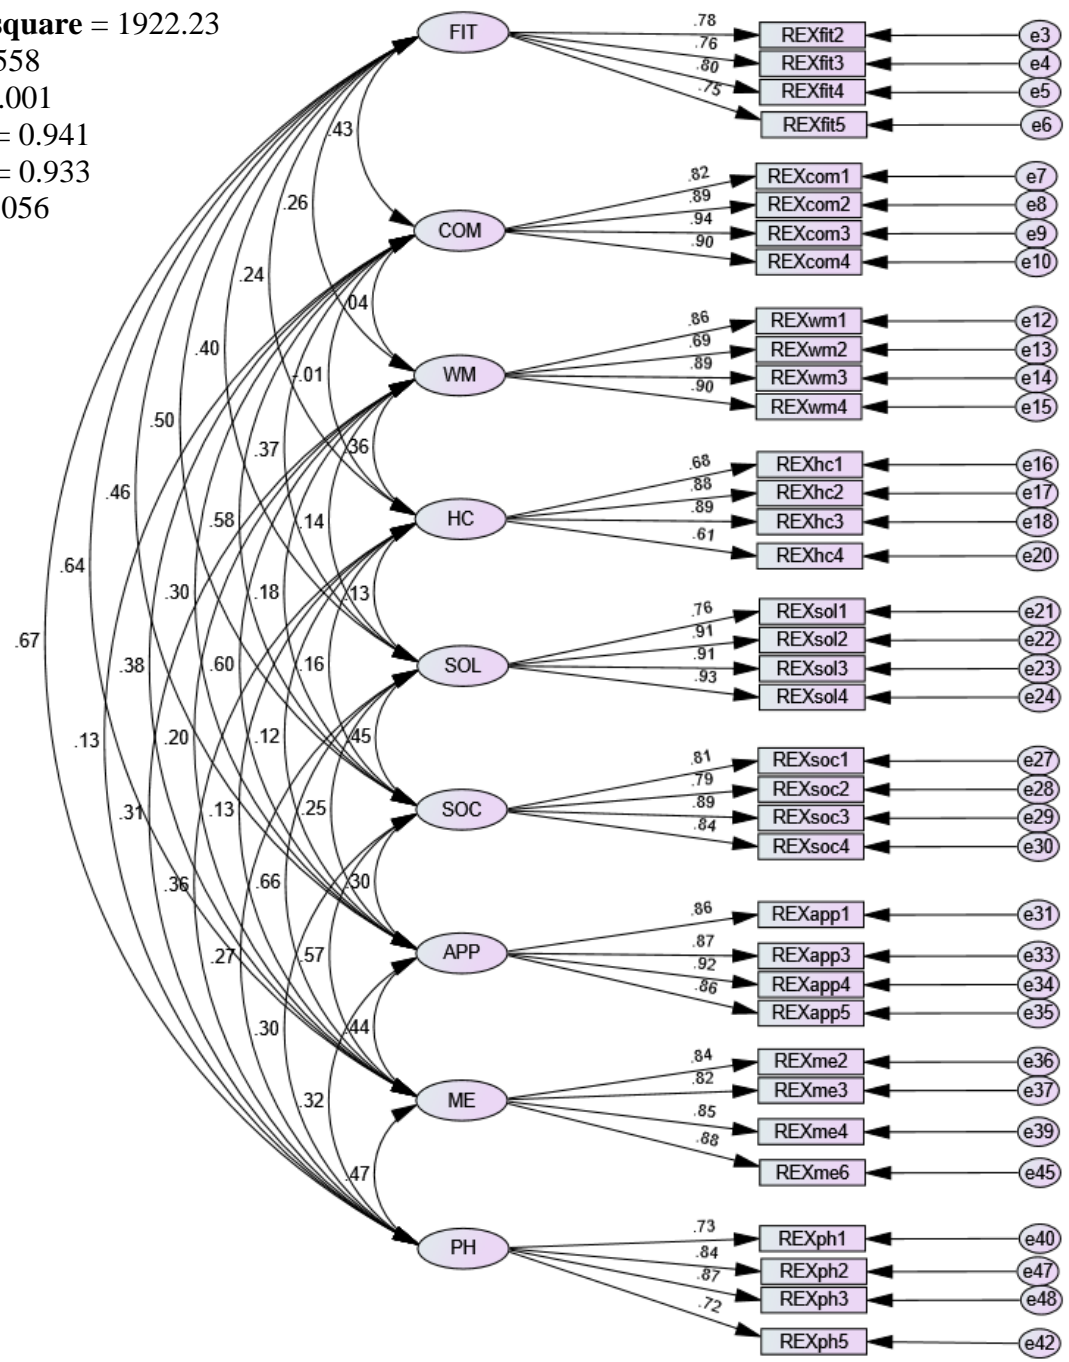 square = 1922.23
558
.001
= 0.941
= 0.933
056
FIT
.78
.76
.80
.75
REXfit2 e3
REXfit3 e4
REXfit4 e5
REXfit5 e6
.43
COM
.82
.89
.94
.90
REXcom1 e7
REXcom2 e8
REXcom3 e9
REXcom4 e10
.26
.24
.04
WM
.86
.69
.89
.90
REXwm1 e12
REXwm2 e13
REXwm3 e14
REXwm4 e15
.40
-.01
.50
.37
.36
HC
.68
.88
.89
.61
REXhc1 e16
REXhc2 e17
REXhc3 e18
REXhc4 e20
.46
.58
.14
.64
.30
.18
.13
SOL
.76
.91
.91
.93
REXsol1 e21
REXsol2 e22
REXsol3 e23
REXsol4 e24
.67
.38
.60
.16
.13
.20
.12
.45
SOC
.81
.79
.89
.84
REXsoc1 e27
REXsoc2 e28
REXsoc3 e29
REXsoc4 e30
.31
.13
.25
.36
.66
.30
APP
.86
.87
.92
.86
REXapp1 e31
REXapp3 e33
REXapp4 e34
REXapp5 e35
.27
.57
.30
.44
ME
.84
.82
.85
.88
REXme2 e36
REXme3 e37
REXme4 e39
REXme6 e45
.32
.47
PH
.73
.84
.87
.72
REXph1 e40
REXph2 e47
REXph3 e48
REXph5 e42